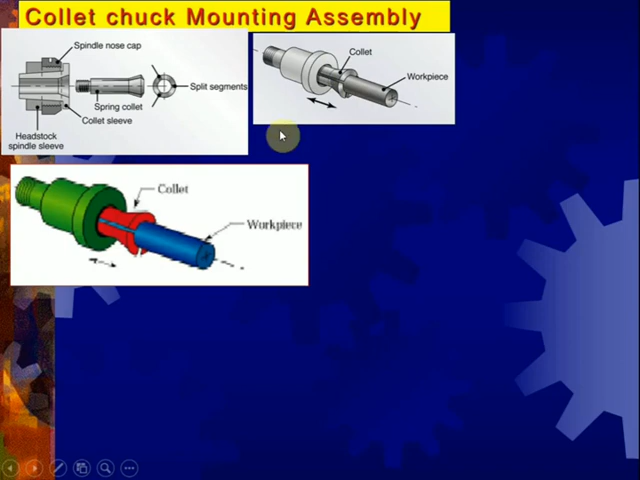 Collet chuck Mounting Assembly
Spindle nose cap
Split segments
Spring collet
Collet sleeve
Headstock
spindle sleeve
Collet
Workpiece
Collet
Workpiece